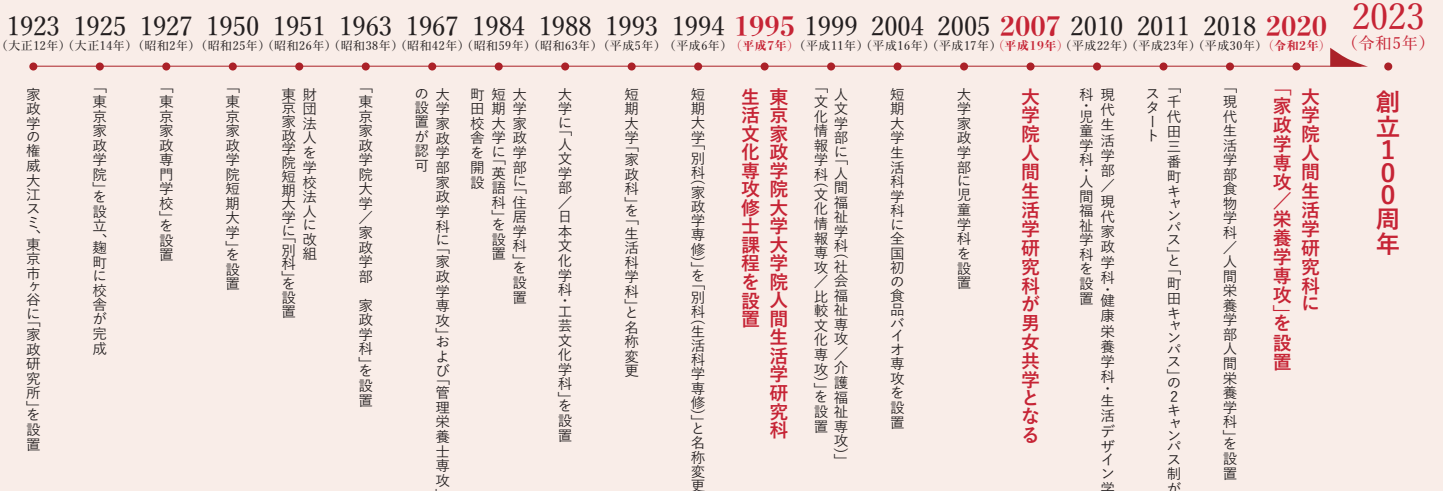 1923
(大正12年)
家政学の権威大江スミ、東京市ヶ谷に「家政研究所」を設置
1925
(大正14年)
「東京家政学院」を設立、麹町に校舎が完成
1927
(昭和2年)
「東京家政専門学校」を設置
1950
(昭和25年)
「東京家政学院短期大学」を設置
1951
(昭和26年)
財団法人を学校法人に改組
東京家政学院短期大学に「別科」を設置
1963
(昭和38年)
「東京家政学院大学/家政学部 家政学科」を設置
1967
(昭和42年)
大学家政学部家政学科に「家政学専攻」および「管理栄養士専攻」
の設置が認可
1984
(昭和59年)
大学家政学部に「住居学科」を設置
短期大学に「英語科」を設置
町田校舎を開設
1988
(昭和63年)
大学に「人文学部/日本文化学科・工芸文化学科」を設置
1993
(平成5年)
短期大学「家政科」を「生活科学科」と名称変更
1994
(平成6年)
短期大学「別科(家政学専修)」を「別科(生活科学専修)」と名称変更
1995
(平成7年)
東京家政学院大学大学院人間生活学研究科
生活文化専攻修士課程を設置
1999
(平成11年)
人文学部に「人間福祉学科(社会福祉専攻/介護福祉専攻)」
「文化情報学科(文化情報専攻/比較文化専攻)」を設置
2004
(平成16年)
短期大学生活科学科に全国初の食品バイオ専攻を設置
2005
(平成17年)
大学家政学部に児童学科を設置
2007
(平成19年)
大学院人間生活学研究科が男女共学となる
2010
(平成22年)
現代生活学部/現代家政学科・健康栄養学科・生活デザイン学
科・児童学科・人間福祉学科を設置
2011
(平成23年)
「千代田三番町キャンパス」と「町田キャンパス」の2キャンパス制が
スタート
2018
(平成30年)
「現代生活学部食物学科/人間栄養学部人間栄養学科」を設置
2020
(令和2年)
大学院人間生活学研究科に
「家政学専攻/栄養学専攻」を設置
2023
(令和5年)
創立100周年